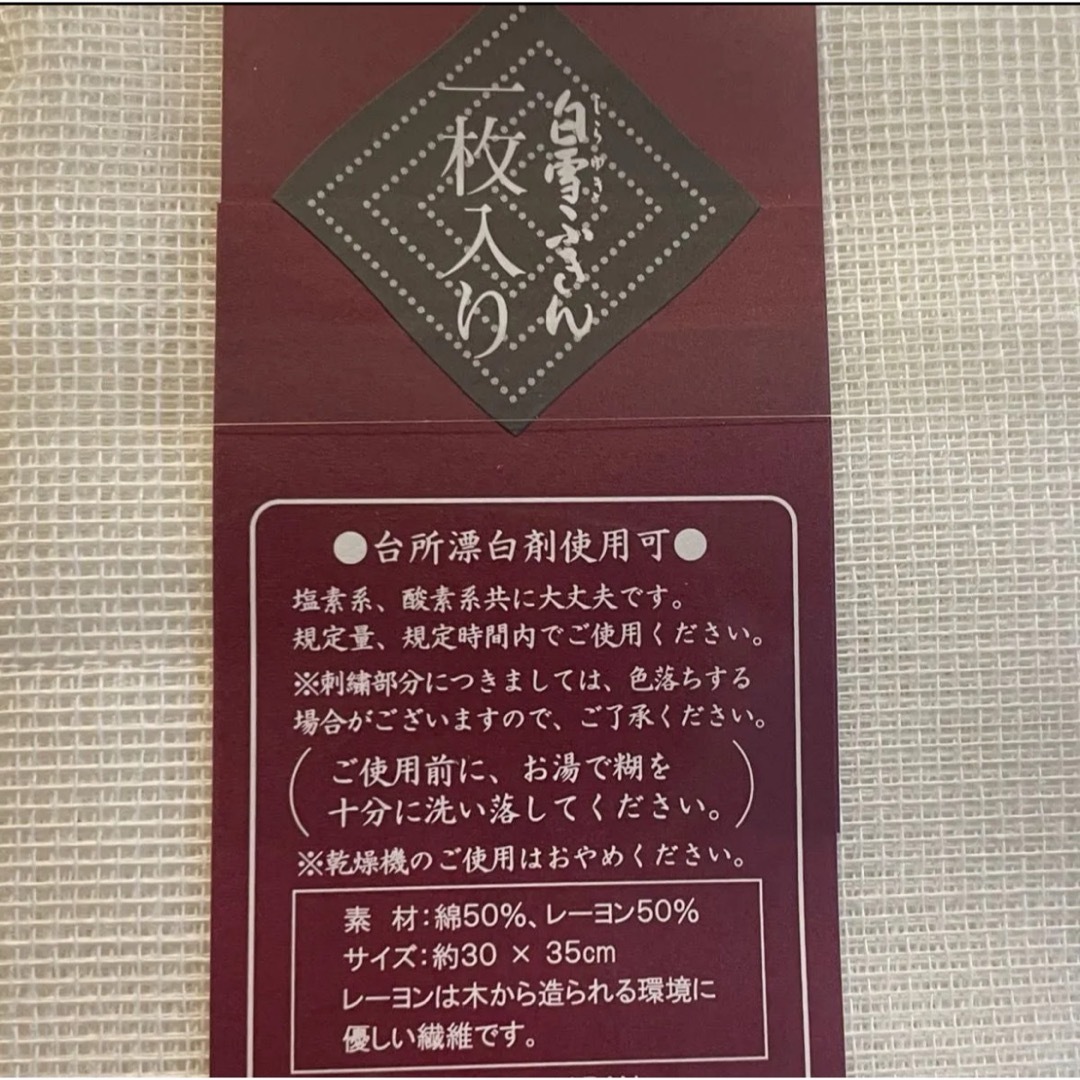 白雪ふきん
しらゆき
一枚入り
●台所漂白剤使用可●
塩素系、酸素系共に大丈夫です。
規定量、規定時間内でご使用ください。
※刺繍部分につきましては、色落ちする
場合がございますので、ご了承ください。
（ご使用前に、お湯で糊を
十分に洗い落してください。）
※乾燥機のご使用はおやめください。
素 材：綿50％、レーヨン50％
サイズ：約30 × 35cm
レーヨンは木から造られる環境に
優しい繊維です。